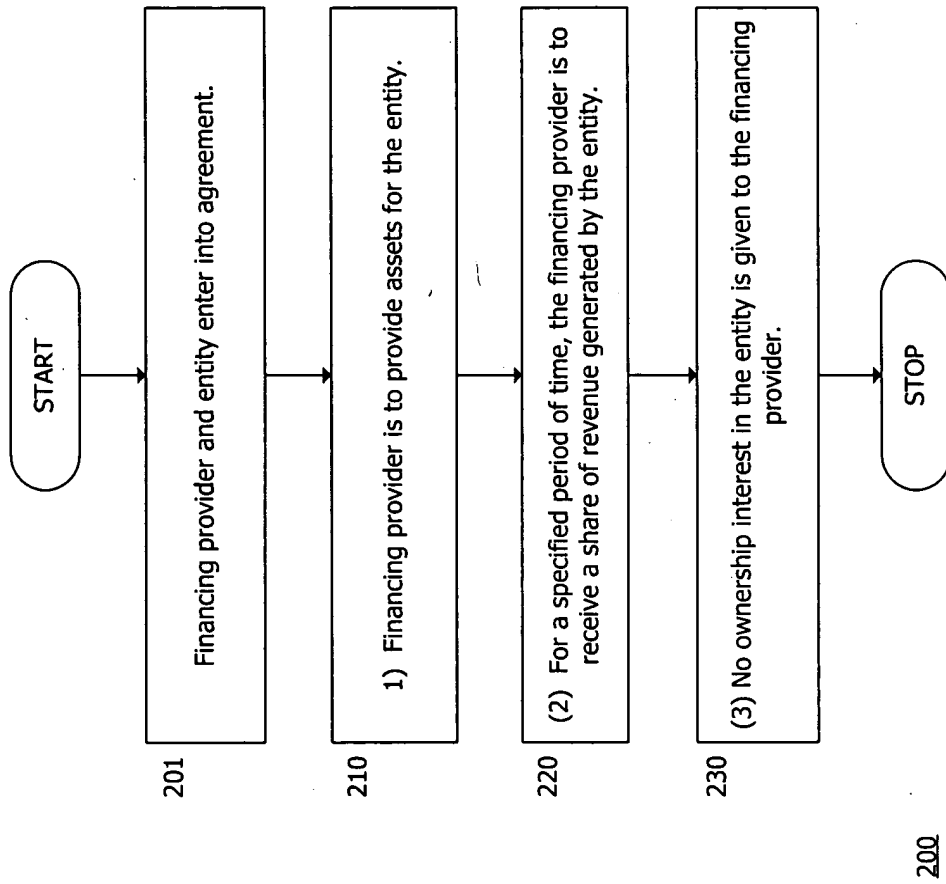 START
201
Financing provider and entity enter into agreement.
210
1) Financing provider is to provide assets for the entity.
220
(2) For a specified period of time, the financing provider is to
receive a share of revenue generated by the entity.
230
(3) No ownership interest in the entity is given to the financing
provider.
STOP
200